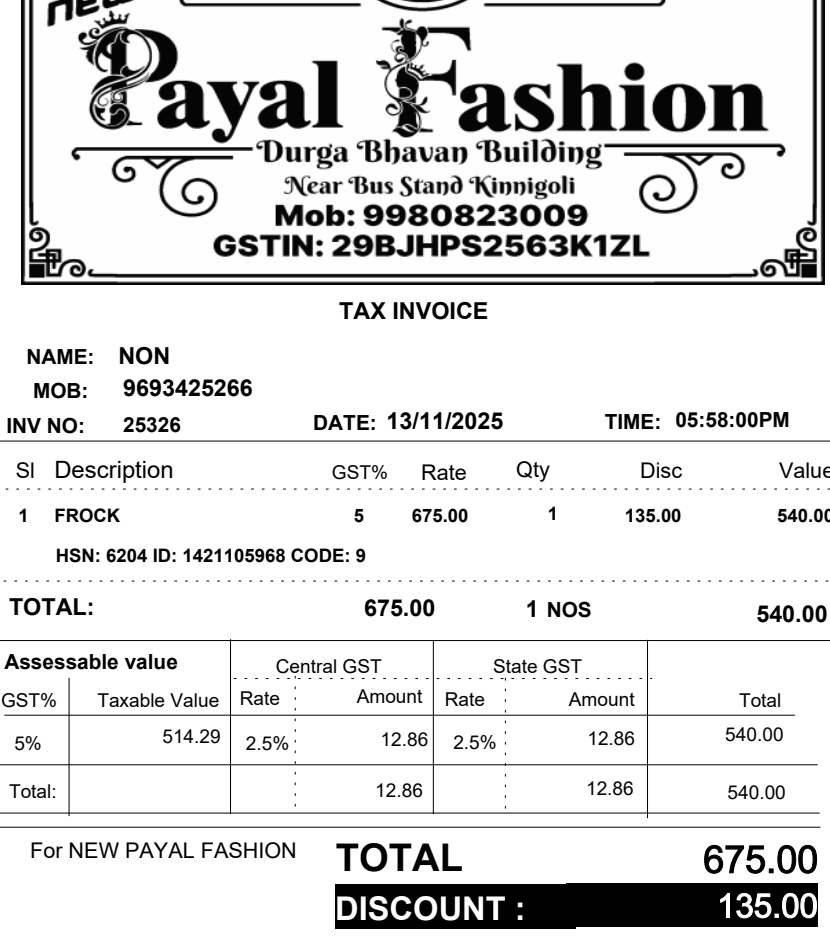 new
Payal Fashion
Durga Bhavan Building
Near Bus Stand Kinnigoli
Mob: 9980823009
GSTIN: 29BJHPS2563K1ZL
TAX INVOICE
NAME: NON
MOB: 9693425266
INV NO: 25326 DATE: 13/11/2025 TIME: 05:58:00PM
Sl Description GST% Rate Qty Disc Value
1 FROCK 5 675.00 1 135.00 540.00
HSN: 6204 ID: 1421105968 CODE: 9
TOTAL: 675.00 1 NOS 540.00
Assessable value Central GST State GST
GST% Taxable Value Rate Amount Rate Amount Total
5% 514.29 2.5% 12.86 2.5% 12.86 540.00
Total: 12.86 12.86 540.00
For NEW PAYAL FASHION TOTAL 675.00
DISCOUNT : 135.00